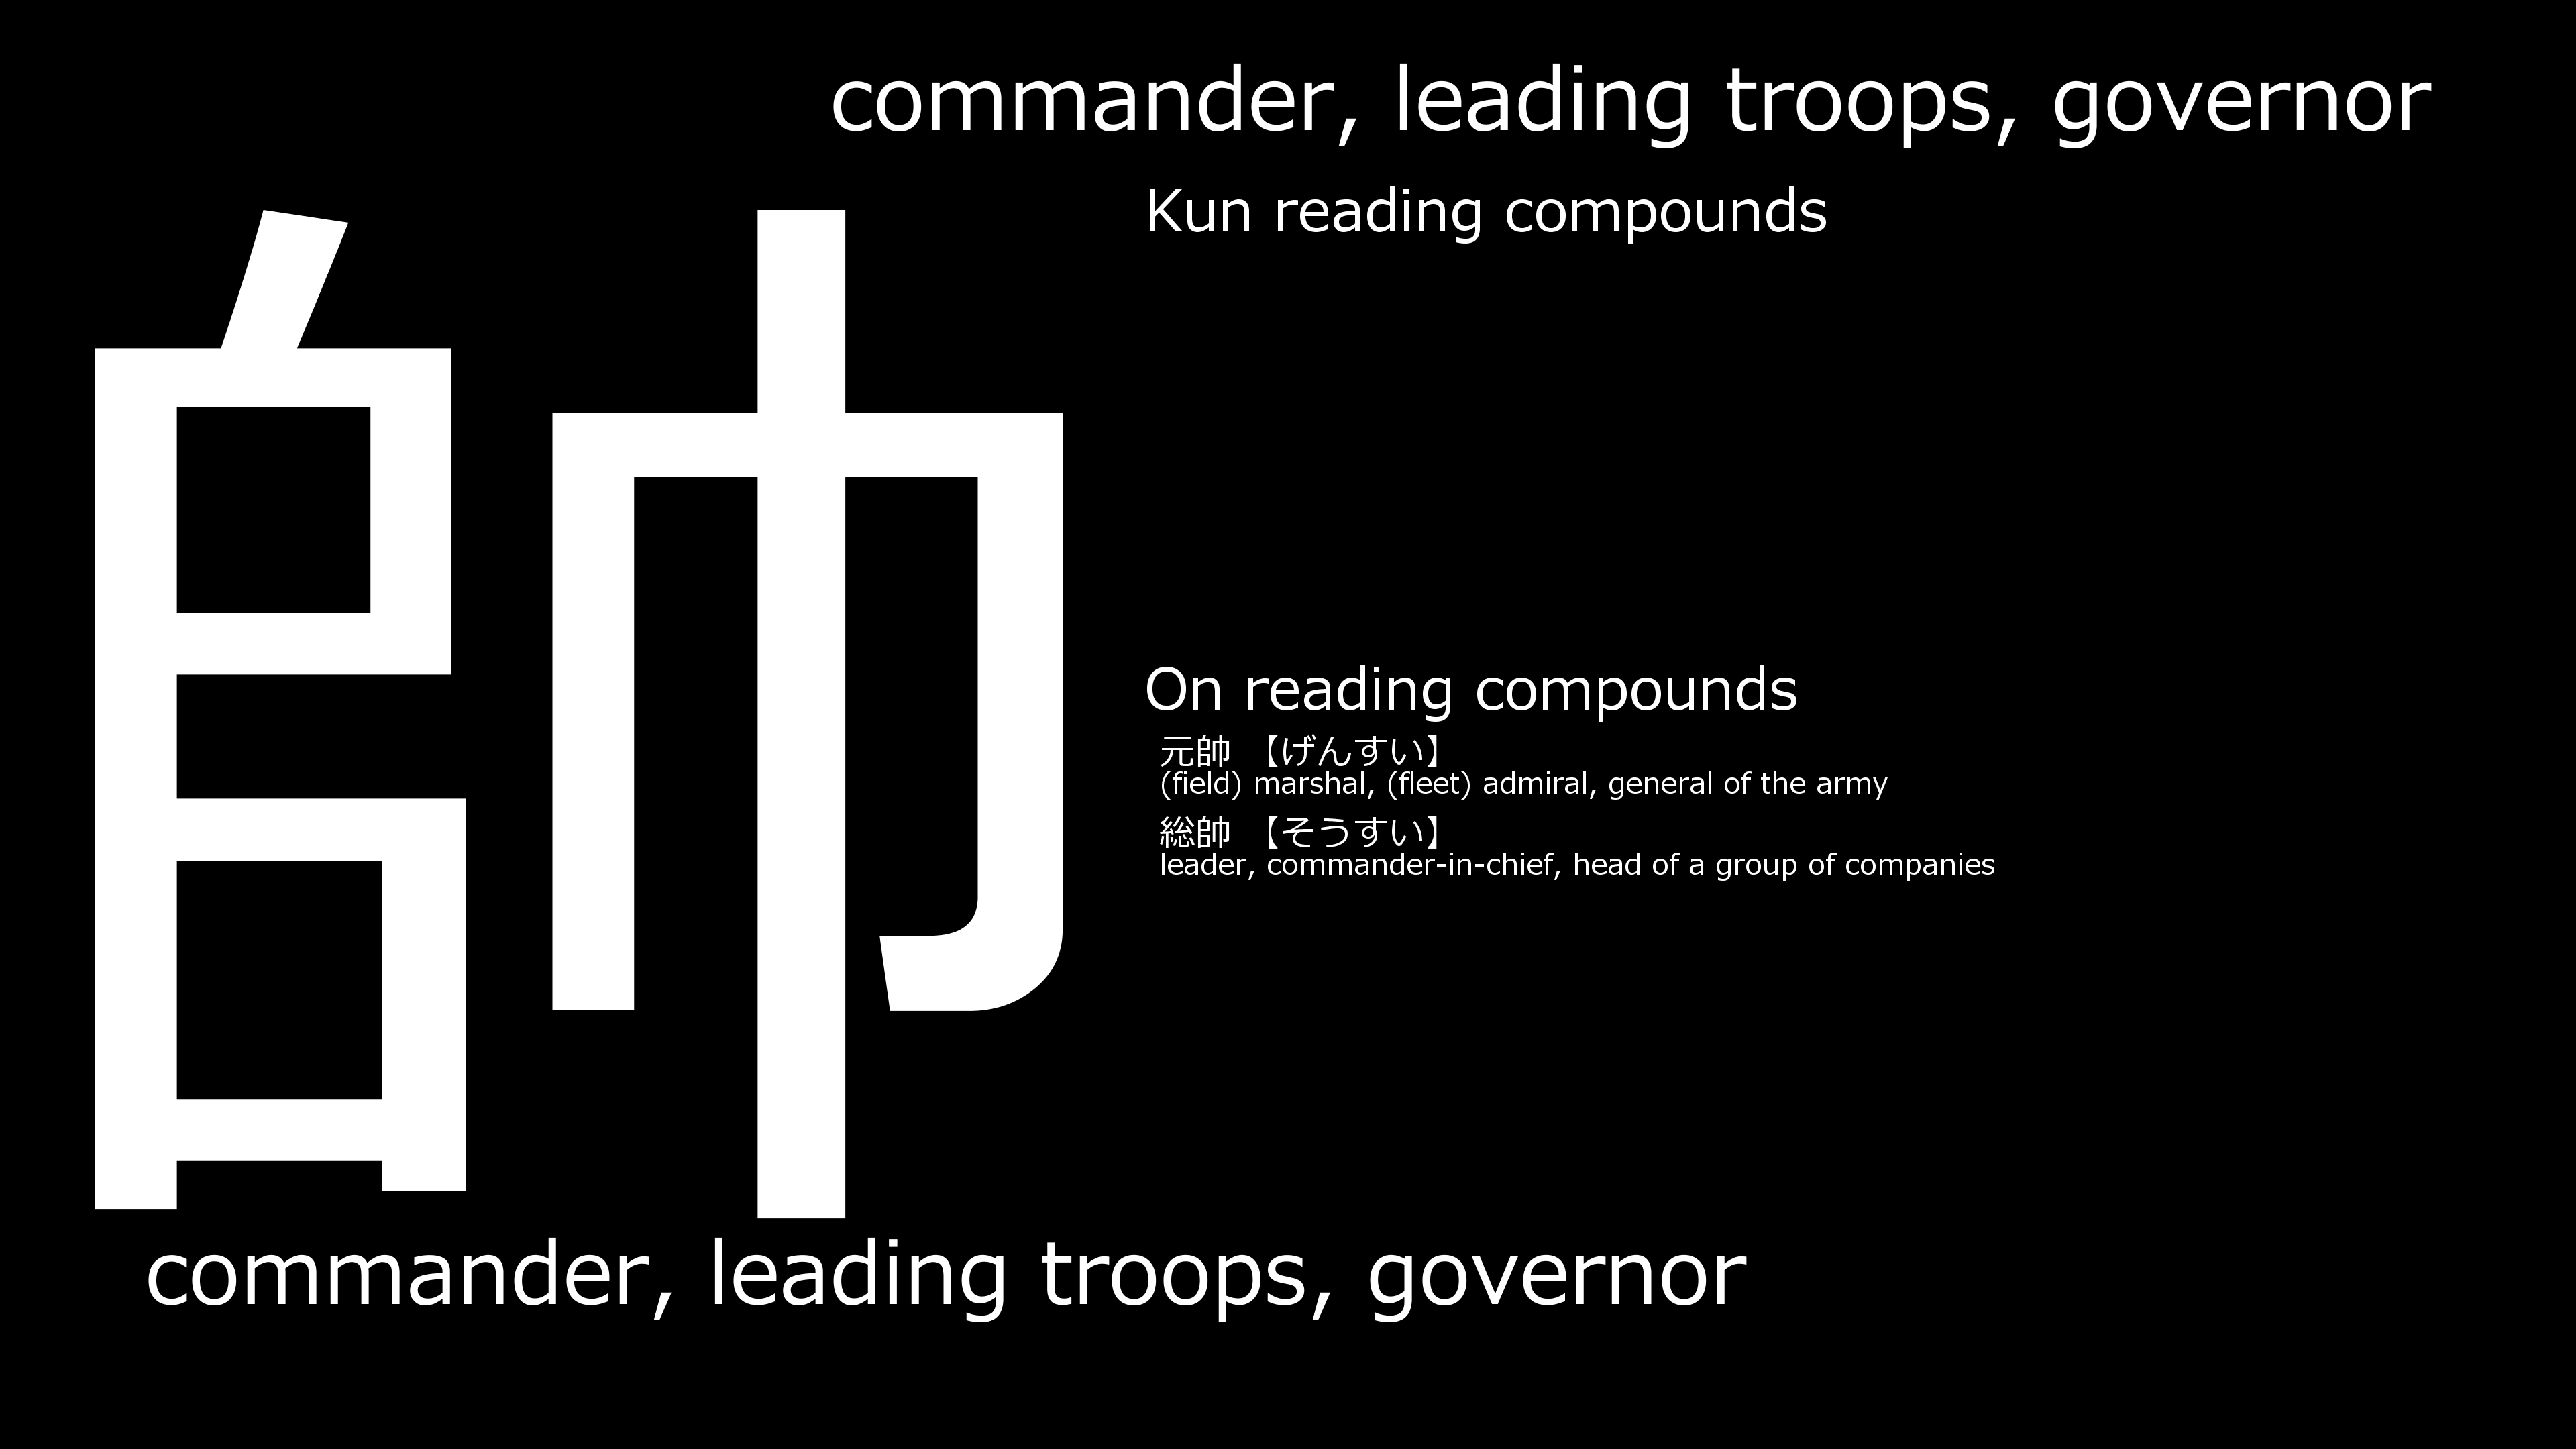 commander, leading troops, governor
Kun reading compounds
帥
On reading compounds
元帥 【げんすい】
(field) marshal, (fleet) admiral, general of the army
総帥 【そうすい】
leader, commander-in-chief, head of a group of companies
commander, leading troops, governor